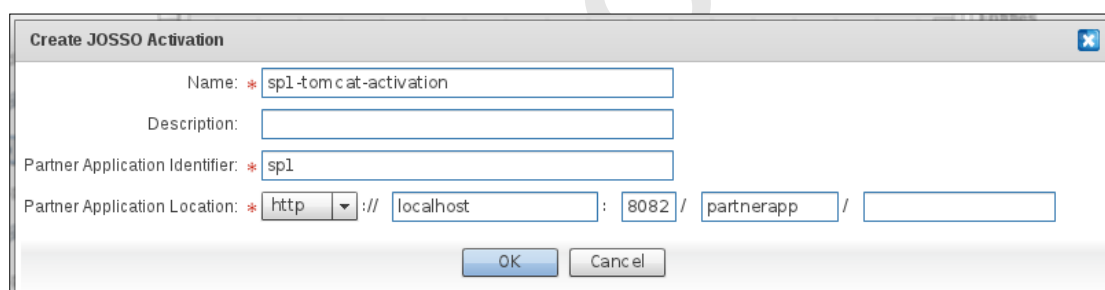 Create JOSSO Activation
Name: * sp1-tomcat-activation
Description:
Partner Application Identifier: * sp1
Partner Application Location: * http :// localhost : 8082 / partnerapp /
OK Cancel